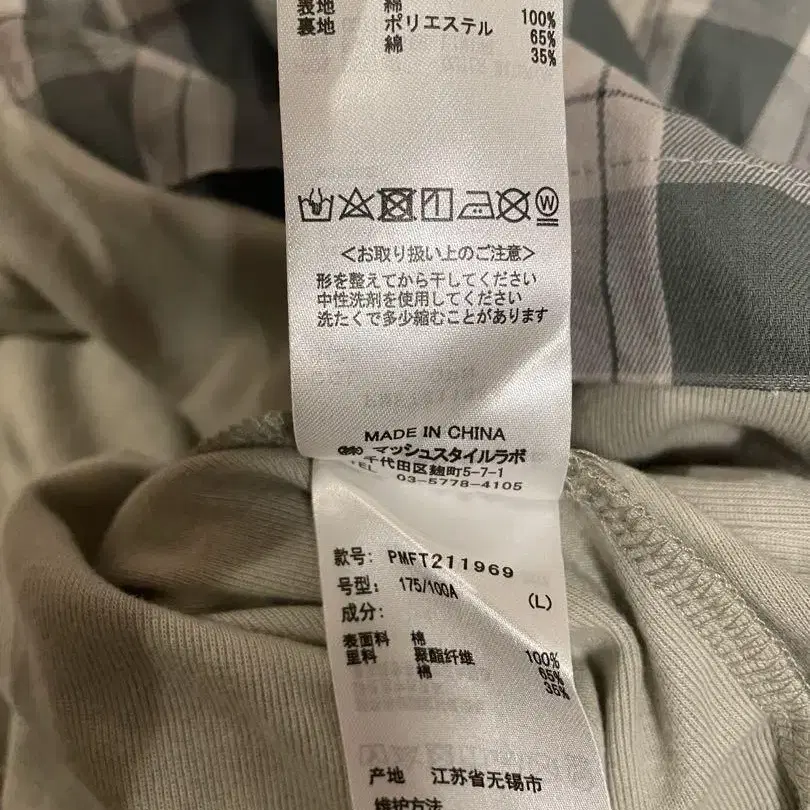 表地 綿 100%
裏地 ポリエステル 65%
綿 35%
W
<お取り扱い上のご注意>
形を整えてから干してください
中性洗剤を使用してください
洗たくで多少縮むことがあります
MADE IN CHINA
㈱マッシュスタイルラボ
千代田区麹町5-7-1
TEL 03-5778-4105
款号: PMFT211969
号型: 175/100A (L)
成分:
表面料 棉 100%
里料 聚酯纤维 65%
棉 35%
产地 江苏省无锡市
维护方法